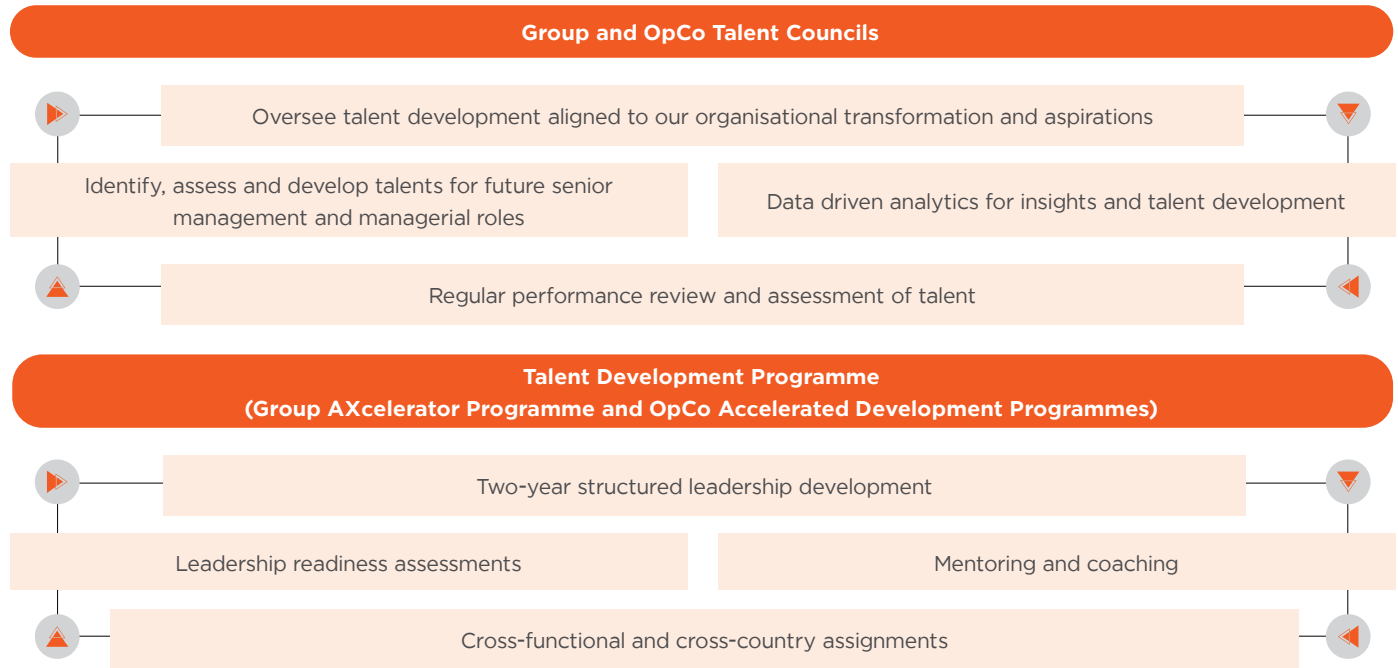 Group and OpCo Talent Councils
Oversee talent development aligned to our organisational transformation and aspirations
Identify, assess and develop talents for future senior
management and managerial roles
Data driven analytics for insights and talent development
Regular performance review and assessment of talent
Talent Development Programme
(Group AXcelerator Programme and OpCo Accelerated Development Programmes)
Two-year structured leadership development
Leadership readiness assessments
Mentoring and coaching
Cross-functional and cross-country assignments